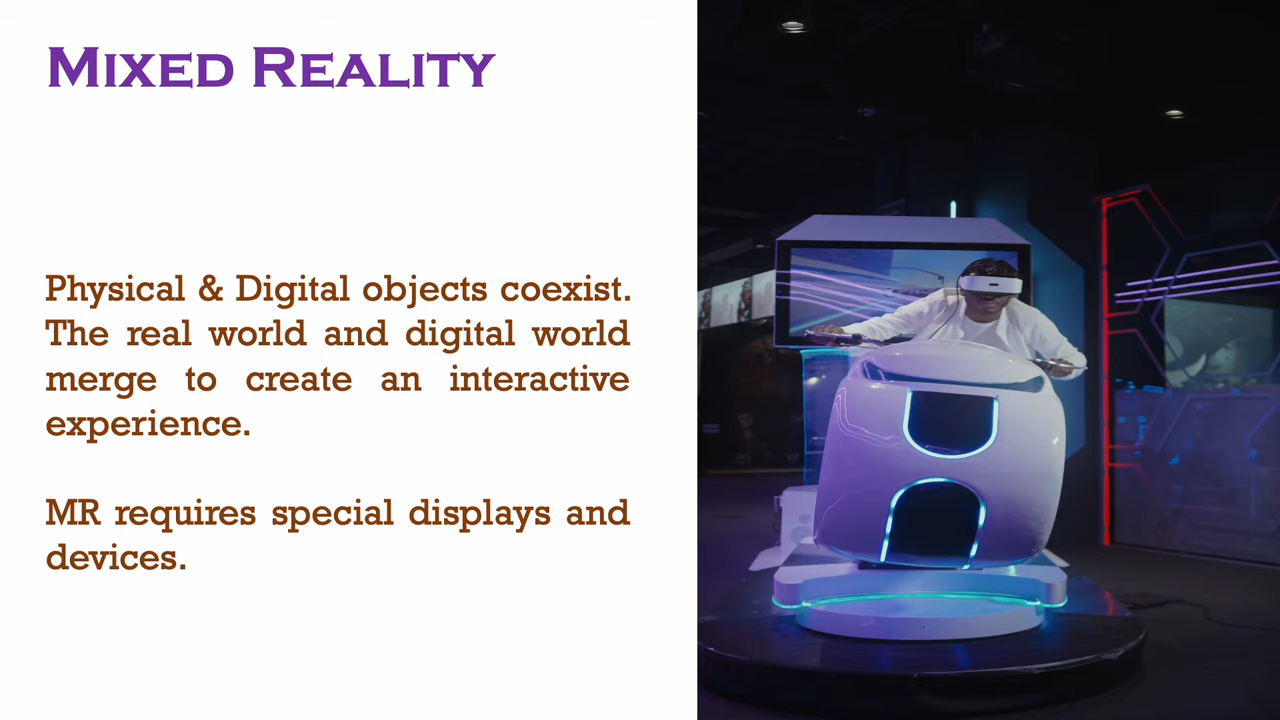 Mixed Reality
Physical & Digital objects coexist.
The real world and digital world
merge to create an interactive
experience.
MR requires special displays and
devices.